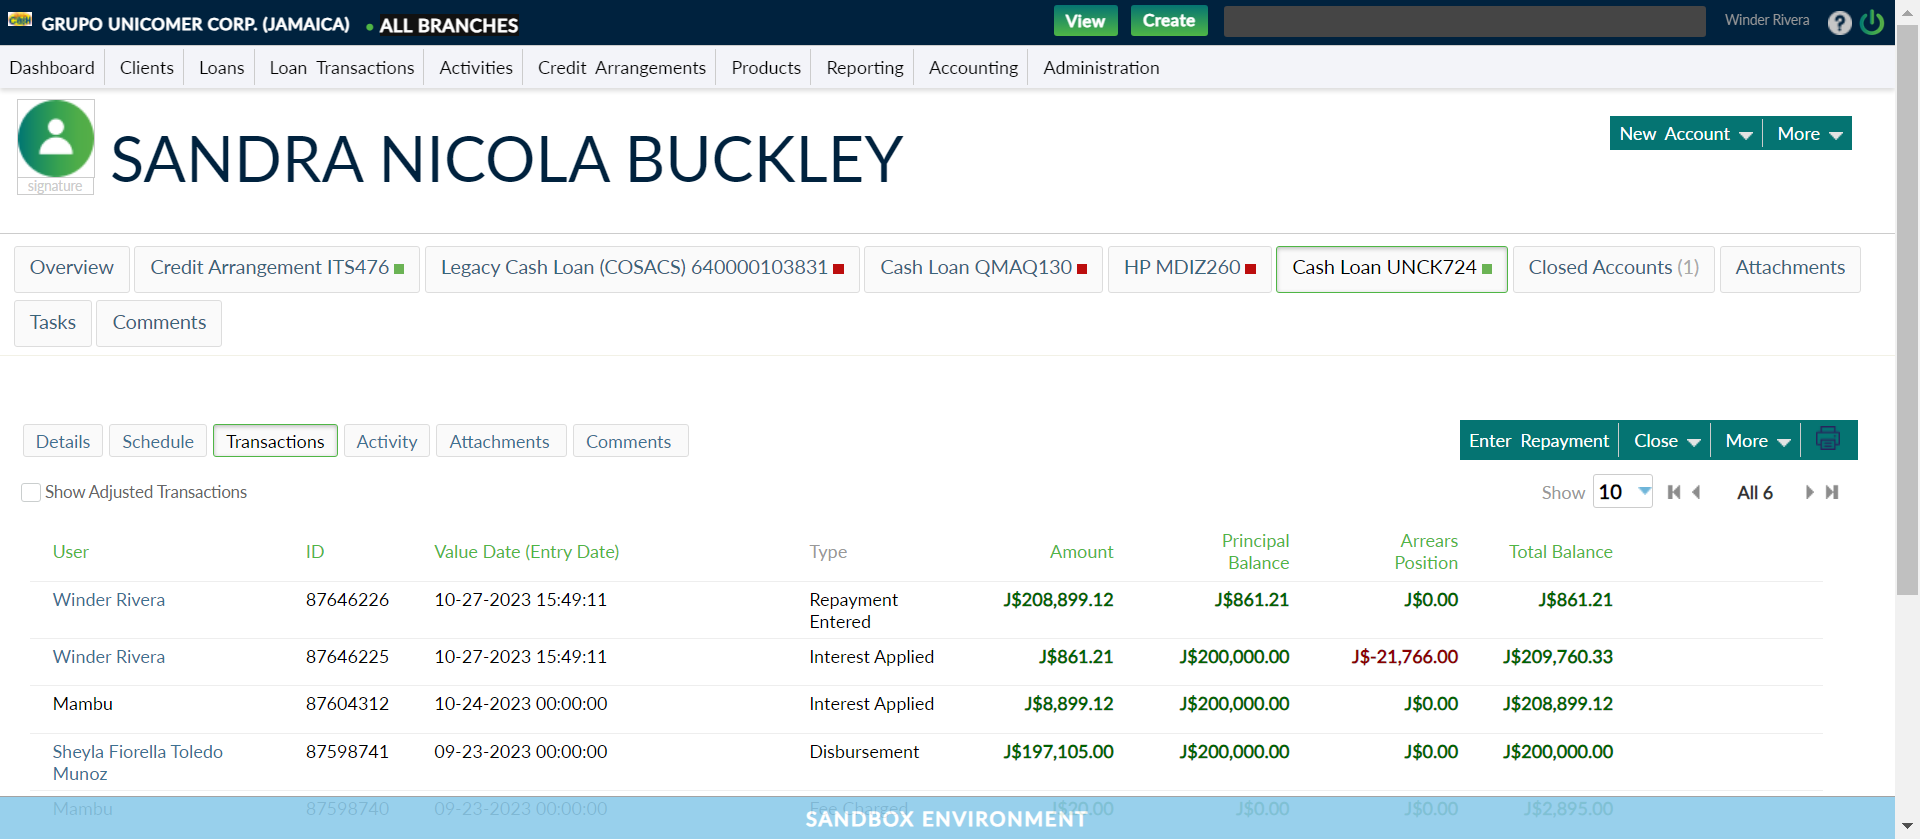 Cash GRUPO UNICOMER CORP. (JAMAICA) • ALL BRANCHES View Create Winder Rivera ?
Dashboard Clients Loans Loan Transactions Activities Credit Arrangements Products Reporting Accounting Administration
SANDRA NICOLA BUCKLEY
signature
New Account More
Overview Credit Arrangement ITS476 Legacy Cash Loan (COSACS) 640000103831 Cash Loan QMAQ130 HP MDIZ260 Cash Loan UNCK724 Closed Accounts (1) Attachments
Tasks Comments
Details Schedule Transactions Activity Attachments Comments Enter Repayment Close More
Show Adjusted Transactions Show 10 All 6
User ID Value Date (Entry Date) Type Amount Principal Balance Arrears Position Total Balance
Winder Rivera 87646226 10-27-2023 15:49:11 Repayment Entered J$208,899.12 J$861.21 J$0.00 J$861.21
Winder Rivera 87646225 10-27-2023 15:49:11 Interest Applied J$861.21 J$200,000.00 J$-21,766.00 J$209,760.33
Mambu 87604312 10-24-2023 00:00:00 Interest Applied J$8,899.12 J$200,000.00 J$0.00 J$208,899.12
Sheyla Fiorella Toledo Munoz 87598741 09-23-2023 00:00:00 Disbursement J$197,105.00 J$200,000.00 J$0.00 J$200,000.00
Mambu 87598740 09-23-2023 00:00:00 Fee Charged J$20.00 J$0.00 J$0.00 J$2,895.00
SANDBOX ENVIRONMENT